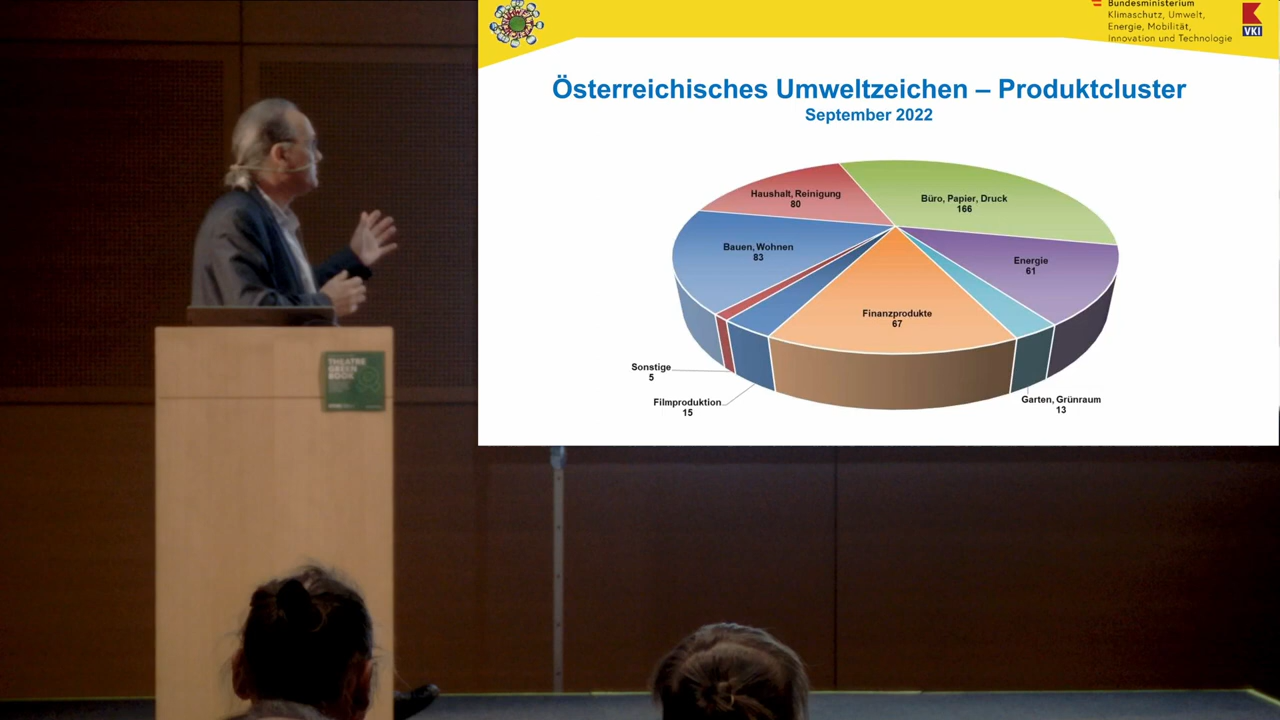 Bundesministerium
Klimaschutz, Umwelt,
Energie, Mobilität,
Innovation und Technologie
VKI
Österreichisches Umweltzeichen – Produktcluster
September 2022
Haushalt, Reinigung
80
Büro, Papier, Druck
166
Bauen, Wohnen
83
Energie
61
Finanzprodukte
67
Sonstige
5
Filmproduktion
15
Garten, Grünraum
13
THEATRE
GREEN
BOOK